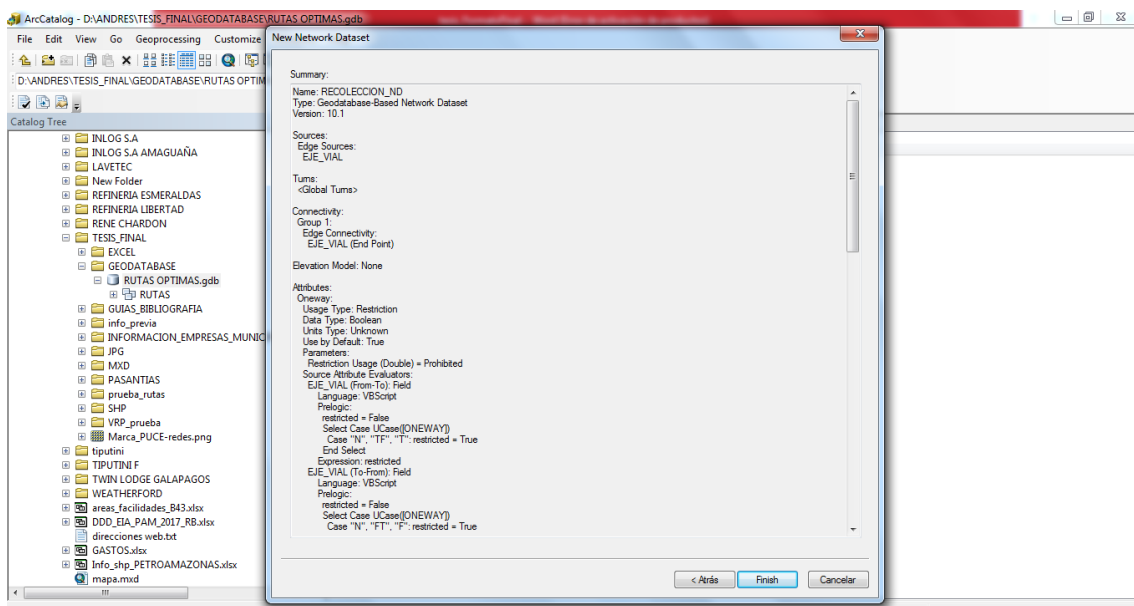 ArcCatalog - D:\ANDRES\TESIS_FINAL\GEODATABASE\RUTAS OPTIMAS.gdb
File Edit View Go Geoprocessing Customize
D:\ANDRES\TESIS_FINAL\GEODATABASE\RUTAS OPTIM
Catalog Tree
INLOG S.A
INLOG S.A AMAGUAÑA
LAVETEC
New Folder
REFINERIA ESMERALDAS
REFINERIA LIBERTAD
RENE CHARDON
TESIS_FINAL
EXCEL
GEODATABASE
RUTAS OPTIMAS.gdb
RUTAS
GUIAS_BIBLIOGRAFIA
info_previa
INFORMACION_EMPRESAS_MUNIC
JPG
MXD
PASANTIAS
prueba_rutas
SHP
VRP_prueba
Marca_PUCE-redes.png
tiputini
TIPUTINI F
TWIN LODGE GALAPAGOS
WEATHERFORD
areas_facilidades_B43.xlsx
DDD_EIA_PAM_2017_RB.xlsx
direcciones web.txt
GASTOS.xlsx
Info_shp_PETROAMAZONAS.xlsx
mapa.mxd
New Network Dataset
Summary:
Name: RECOLECCION_ND
Type: Geodatabase-Based Network Dataset
Version: 10.1
Sources:
Edge Sources:
EJE_VIAL
Turns:
<Global Turns>
Connectivity:
Group 1:
Edge Connectivity:
EJE_VIAL (End Point)
Elevation Model: None
Attributes:
Oneway:
Usage Type: Restriction
Data Type: Boolean
Units Type: Unknown
Use by Default: True
Parameters:
Restriction Usage (Double) = Prohibited
Source Attribute Evaluators:
EJE_VIAL (From-To): Field
Language: VBScript
Prelogic:
restricted = False
Select Case UCase([ONEWAY])
Case "N", "TF", "T": restricted = True
End Select
Expression: restricted
EJE_VIAL (To-From): Field
Language: VBScript
Prelogic:
restricted = False
Select Case UCase([ONEWAY])
Case "N", "FT", "F": restricted = True
< Atrás Finish Cancelar